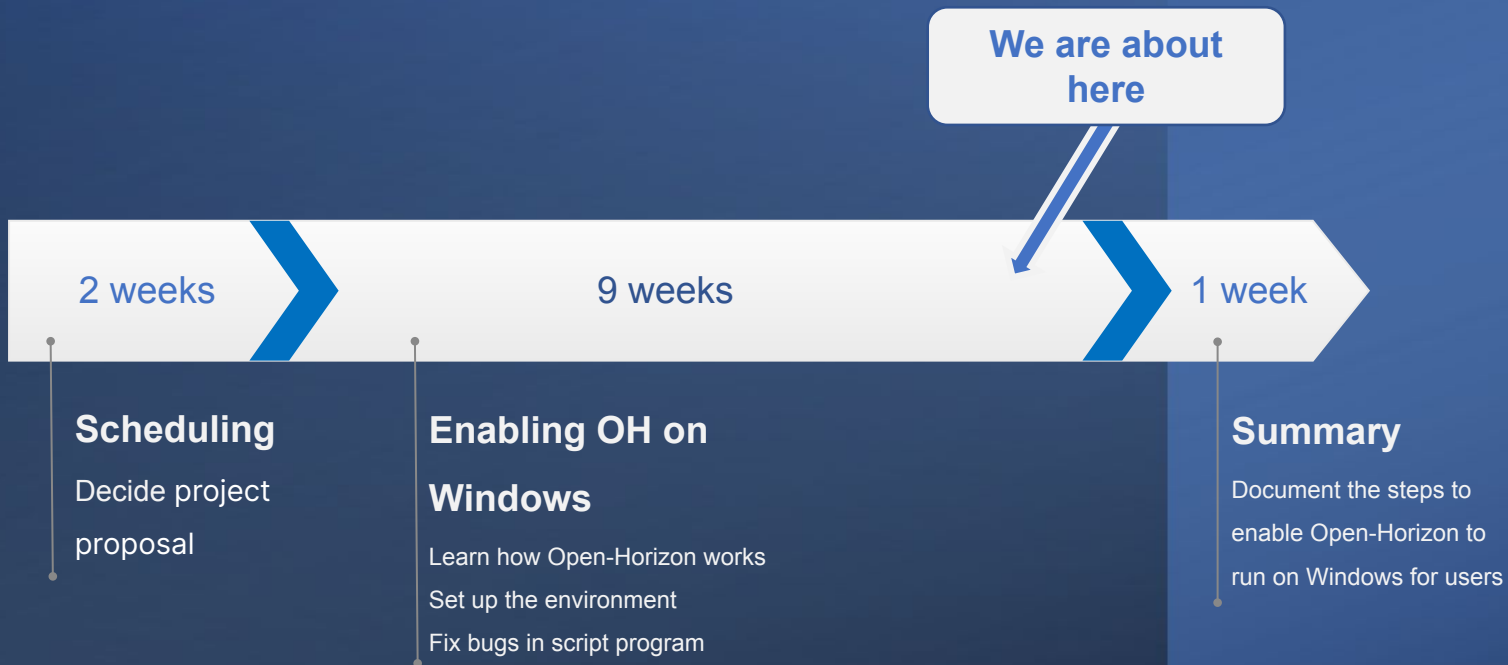 We are about
here
2 weeks
9 weeks
1 week
Scheduling
Decide project
proposal
Enabling OH on
Windows
Learn how Open-Horizon works
Set up the environment
Fix bugs in script program
Summary
Document the steps to
enable Open-Horizon to
run on Windows for users